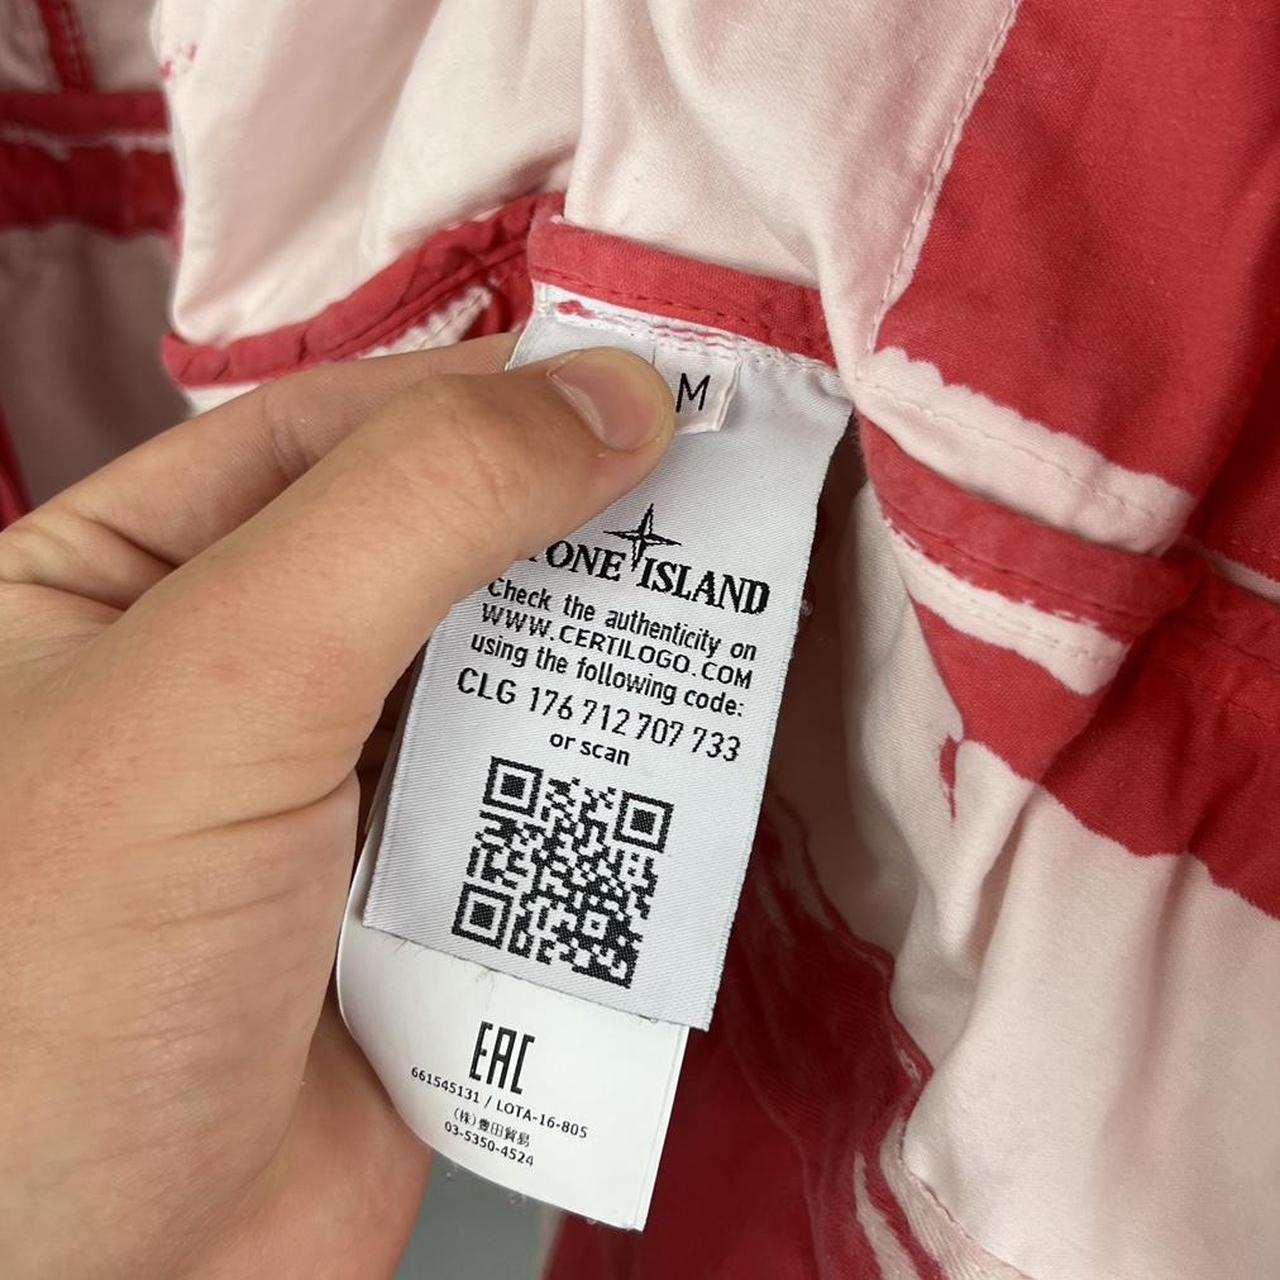 M
TONE ISLAND
Check the authenticity on
WWW.CERTILOGO.COM
using the following code:
CLG 176 712 707 733
or scan
EAC
661545131 / LOTA-16-805
(株)豊田貿易
03-5350-4524